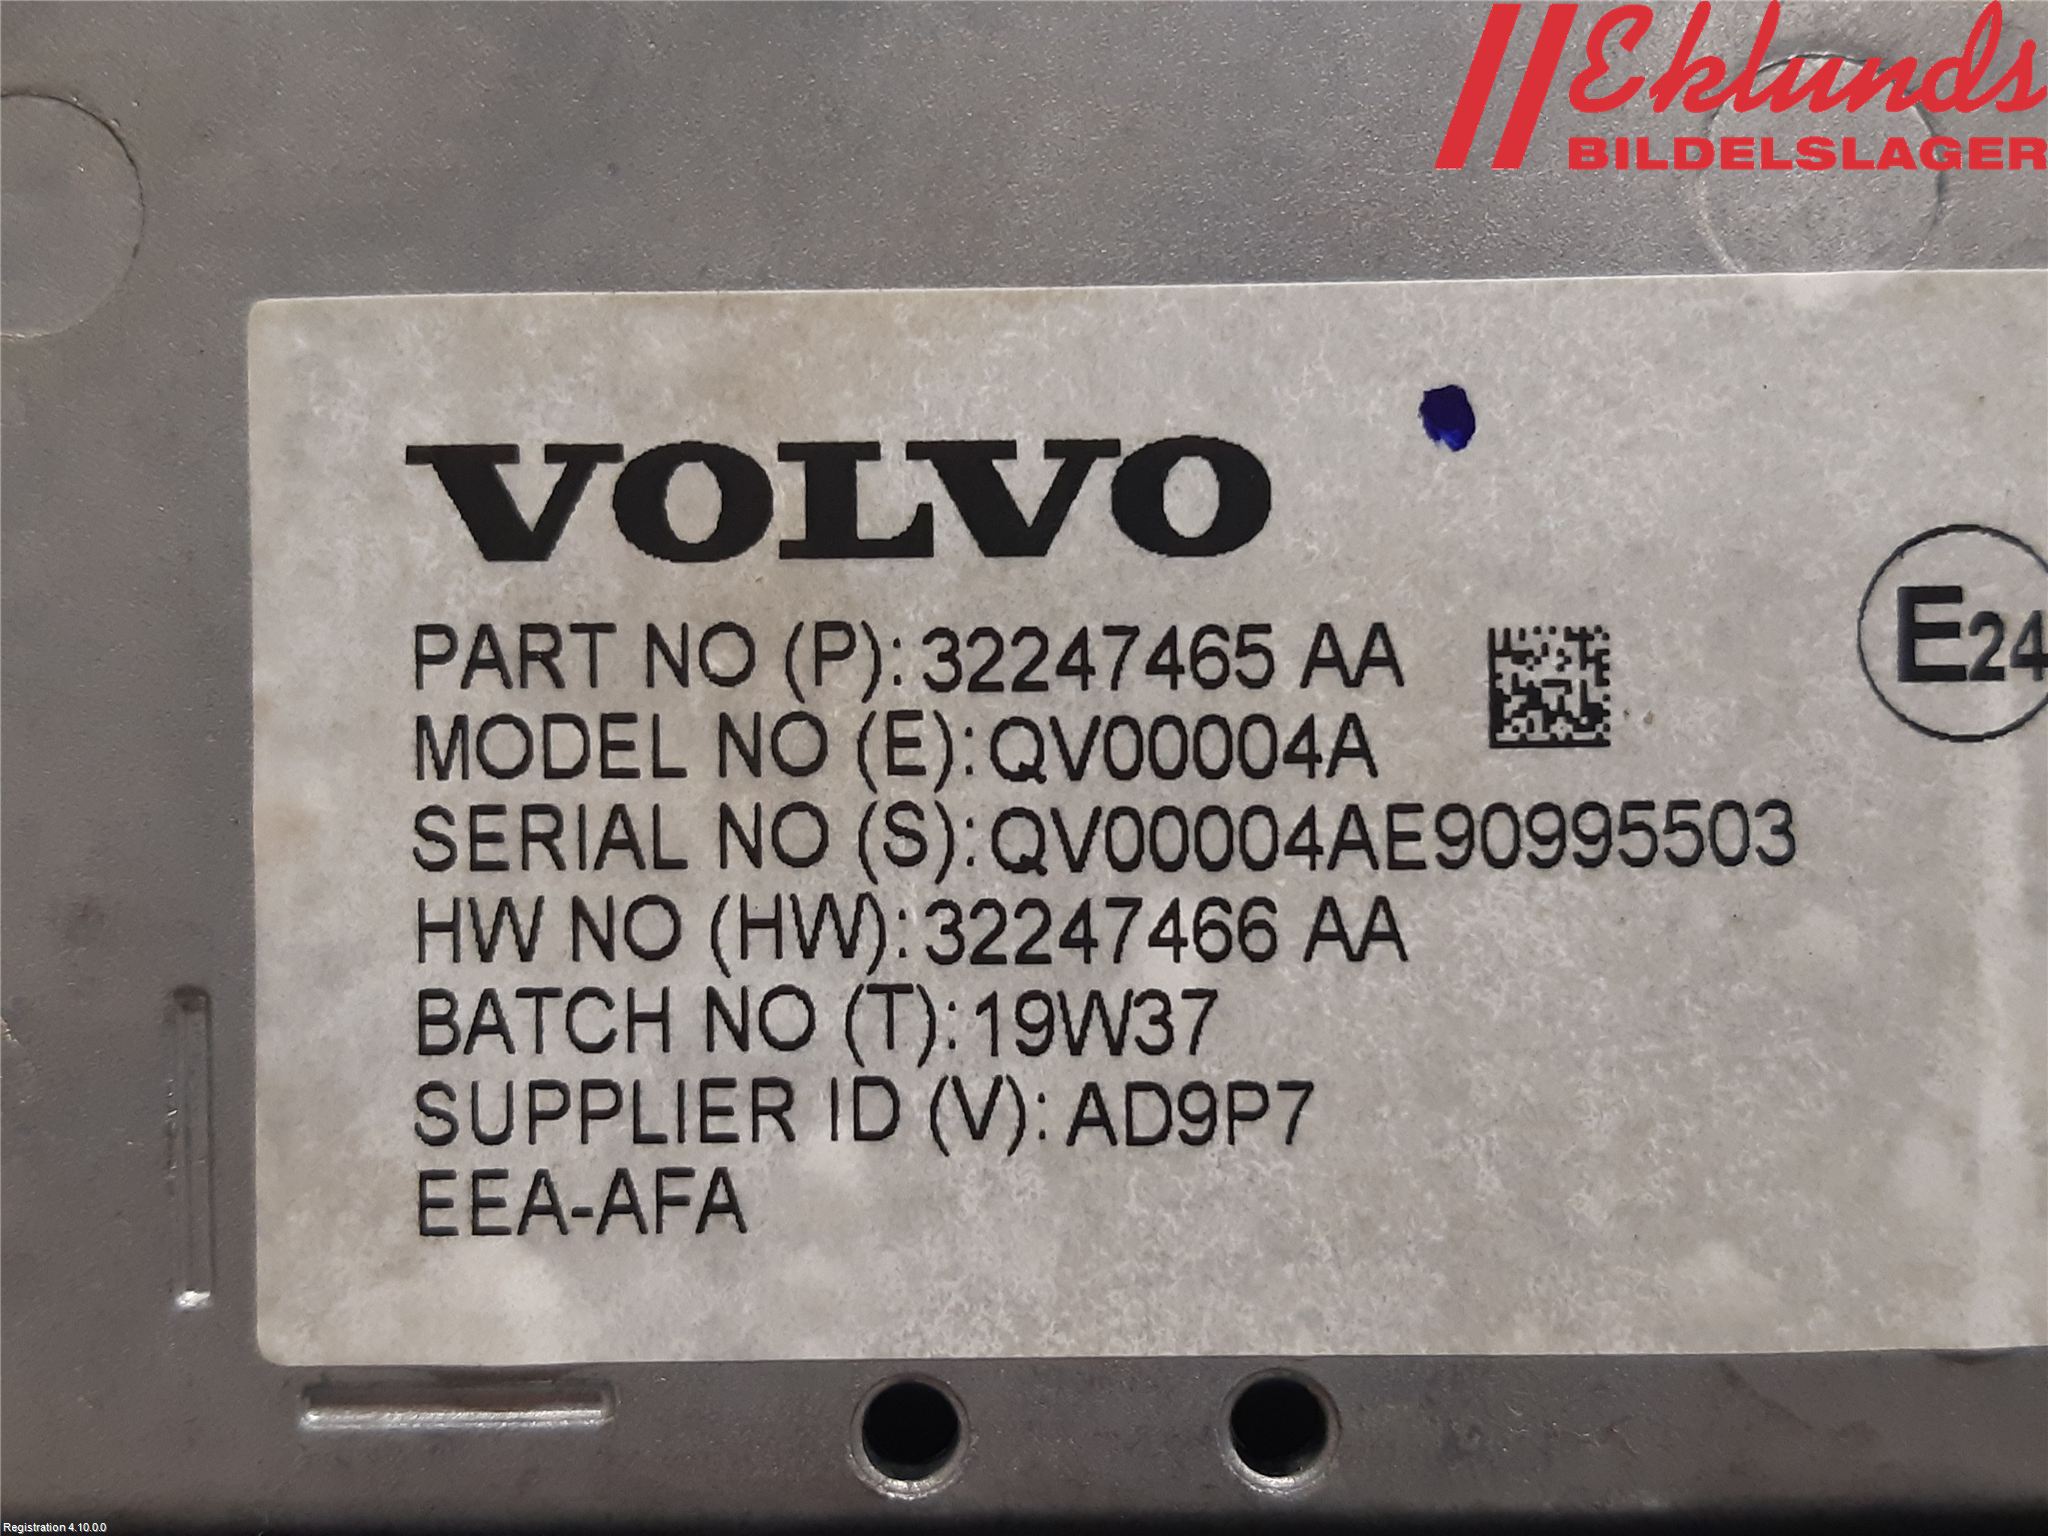 Eklunds
BILDELSLAGER
VOLVO
PART NO (P): 32247465 AA
MODEL NO (E): QV00004A
SERIAL NO (S): QV00004AE90995503
HW NO (HW): 32247466 AA
BATCH NO (T): 19W37
SUPPLIER ID (V): AD9P7
EEA-AFA
E24
Registration 4.10.0.0